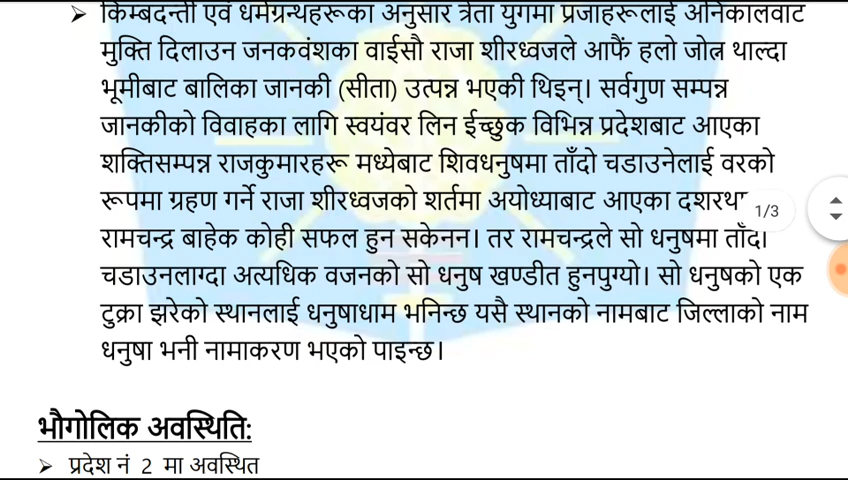 ➤ किम्बदन्ती एवं धर्मग्रन्थहरूका अनुसार त्रेता युगमा प्रजाहरूलाई अनिकालवाट
मुक्ति दिलाउन जनकवंशका वाईसौ राजा शीरध्वजले आफैं हलो जोत्न थाल्दा
भूमीबाट बालिका जानकी (सीता) उत्पन्न भएकी थिइन्। सर्वगुण सम्पन्न
जानकीको विवाहका लागि स्वयंवर लिन ईच्छुक विभिन्न प्रदेशबाट आएका
शक्तिसम्पन्न राजकुमारहरू मध्येबाट शिवधनुषमा ताँदो चडाउनेलाई वरको
रूपमा ग्रहण गर्ने राजा शीरध्वजको शर्तमा अयोध्याबाट आएका
1/3
रामचन्द्र बाहेक कोही सफल हुन सकेनन। तर रामचन्द्रले सो धनुषमा ताँदो
चडाउनलाग्दा अत्यधिक वजनको सो धनुष खण्डीत हुनपुग्यो। सो धनुषको एक
टुक्रा झरेको स्थानलाई धनुषाधाम भनिन्छ यसै स्थानको नामबाट जिल्लाको नाम
धनुषा भनी नामाकरण भएको पाइन्छ।
भौगोलिक अवस्थिति:
➤ प्रदेश नं 2 मा अवस्थित